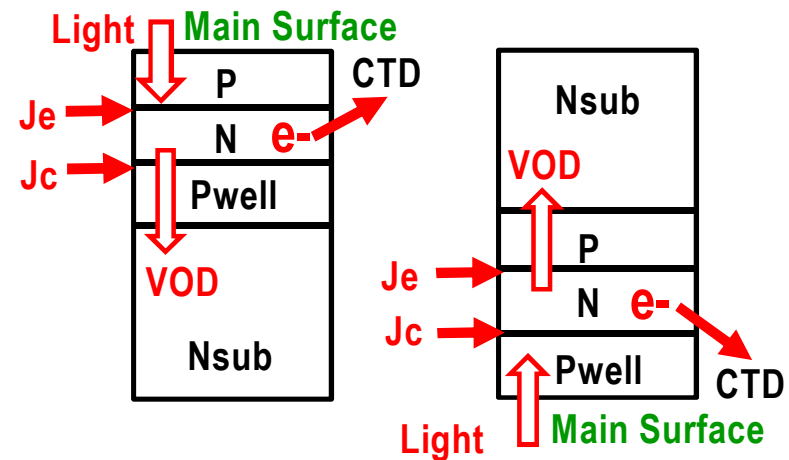 Light Main Surface
P
CTD
Je
N e-
Jc
Pwell
VOD
Nsub
Nsub
VOD
P
Je
N e-
Jc
Pwell
CTD
Light Main Surface